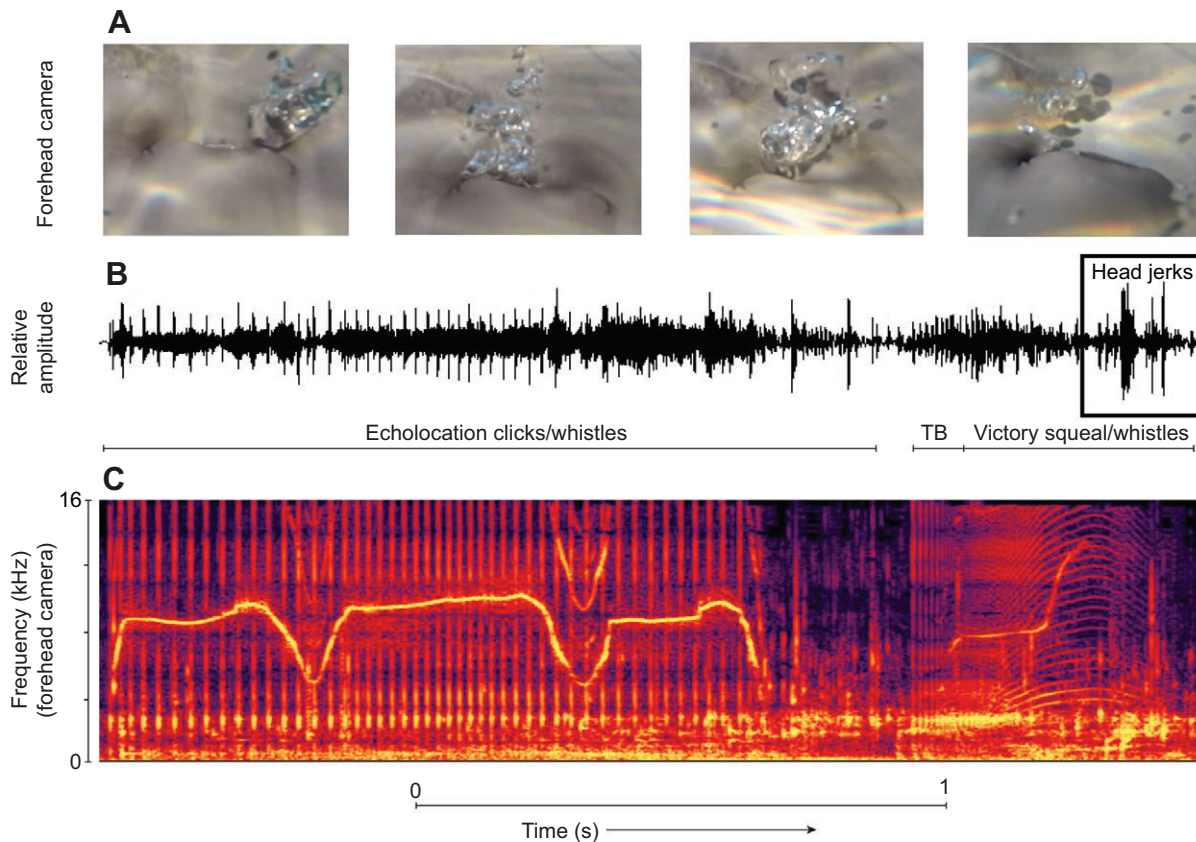 A
Forehead camera
B
Head jerks
Relative
amplitude
Echolocation clicks/whistles
TB
Victory squeal/whistles
C
16
Frequency (kHz)
(forehead camera)
0
0
1
Time (s)